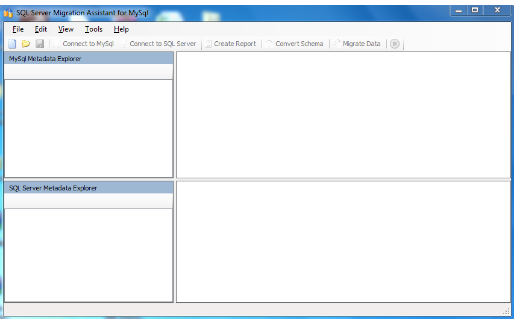 SQL Server Migration Assistant for MySql
File Edit View Tools Help
Connect to MySql Connect to SQL Server Create Report Convert Schema Migrate Data
MySql Metadata Explorer
SQL Server Metadata Explorer